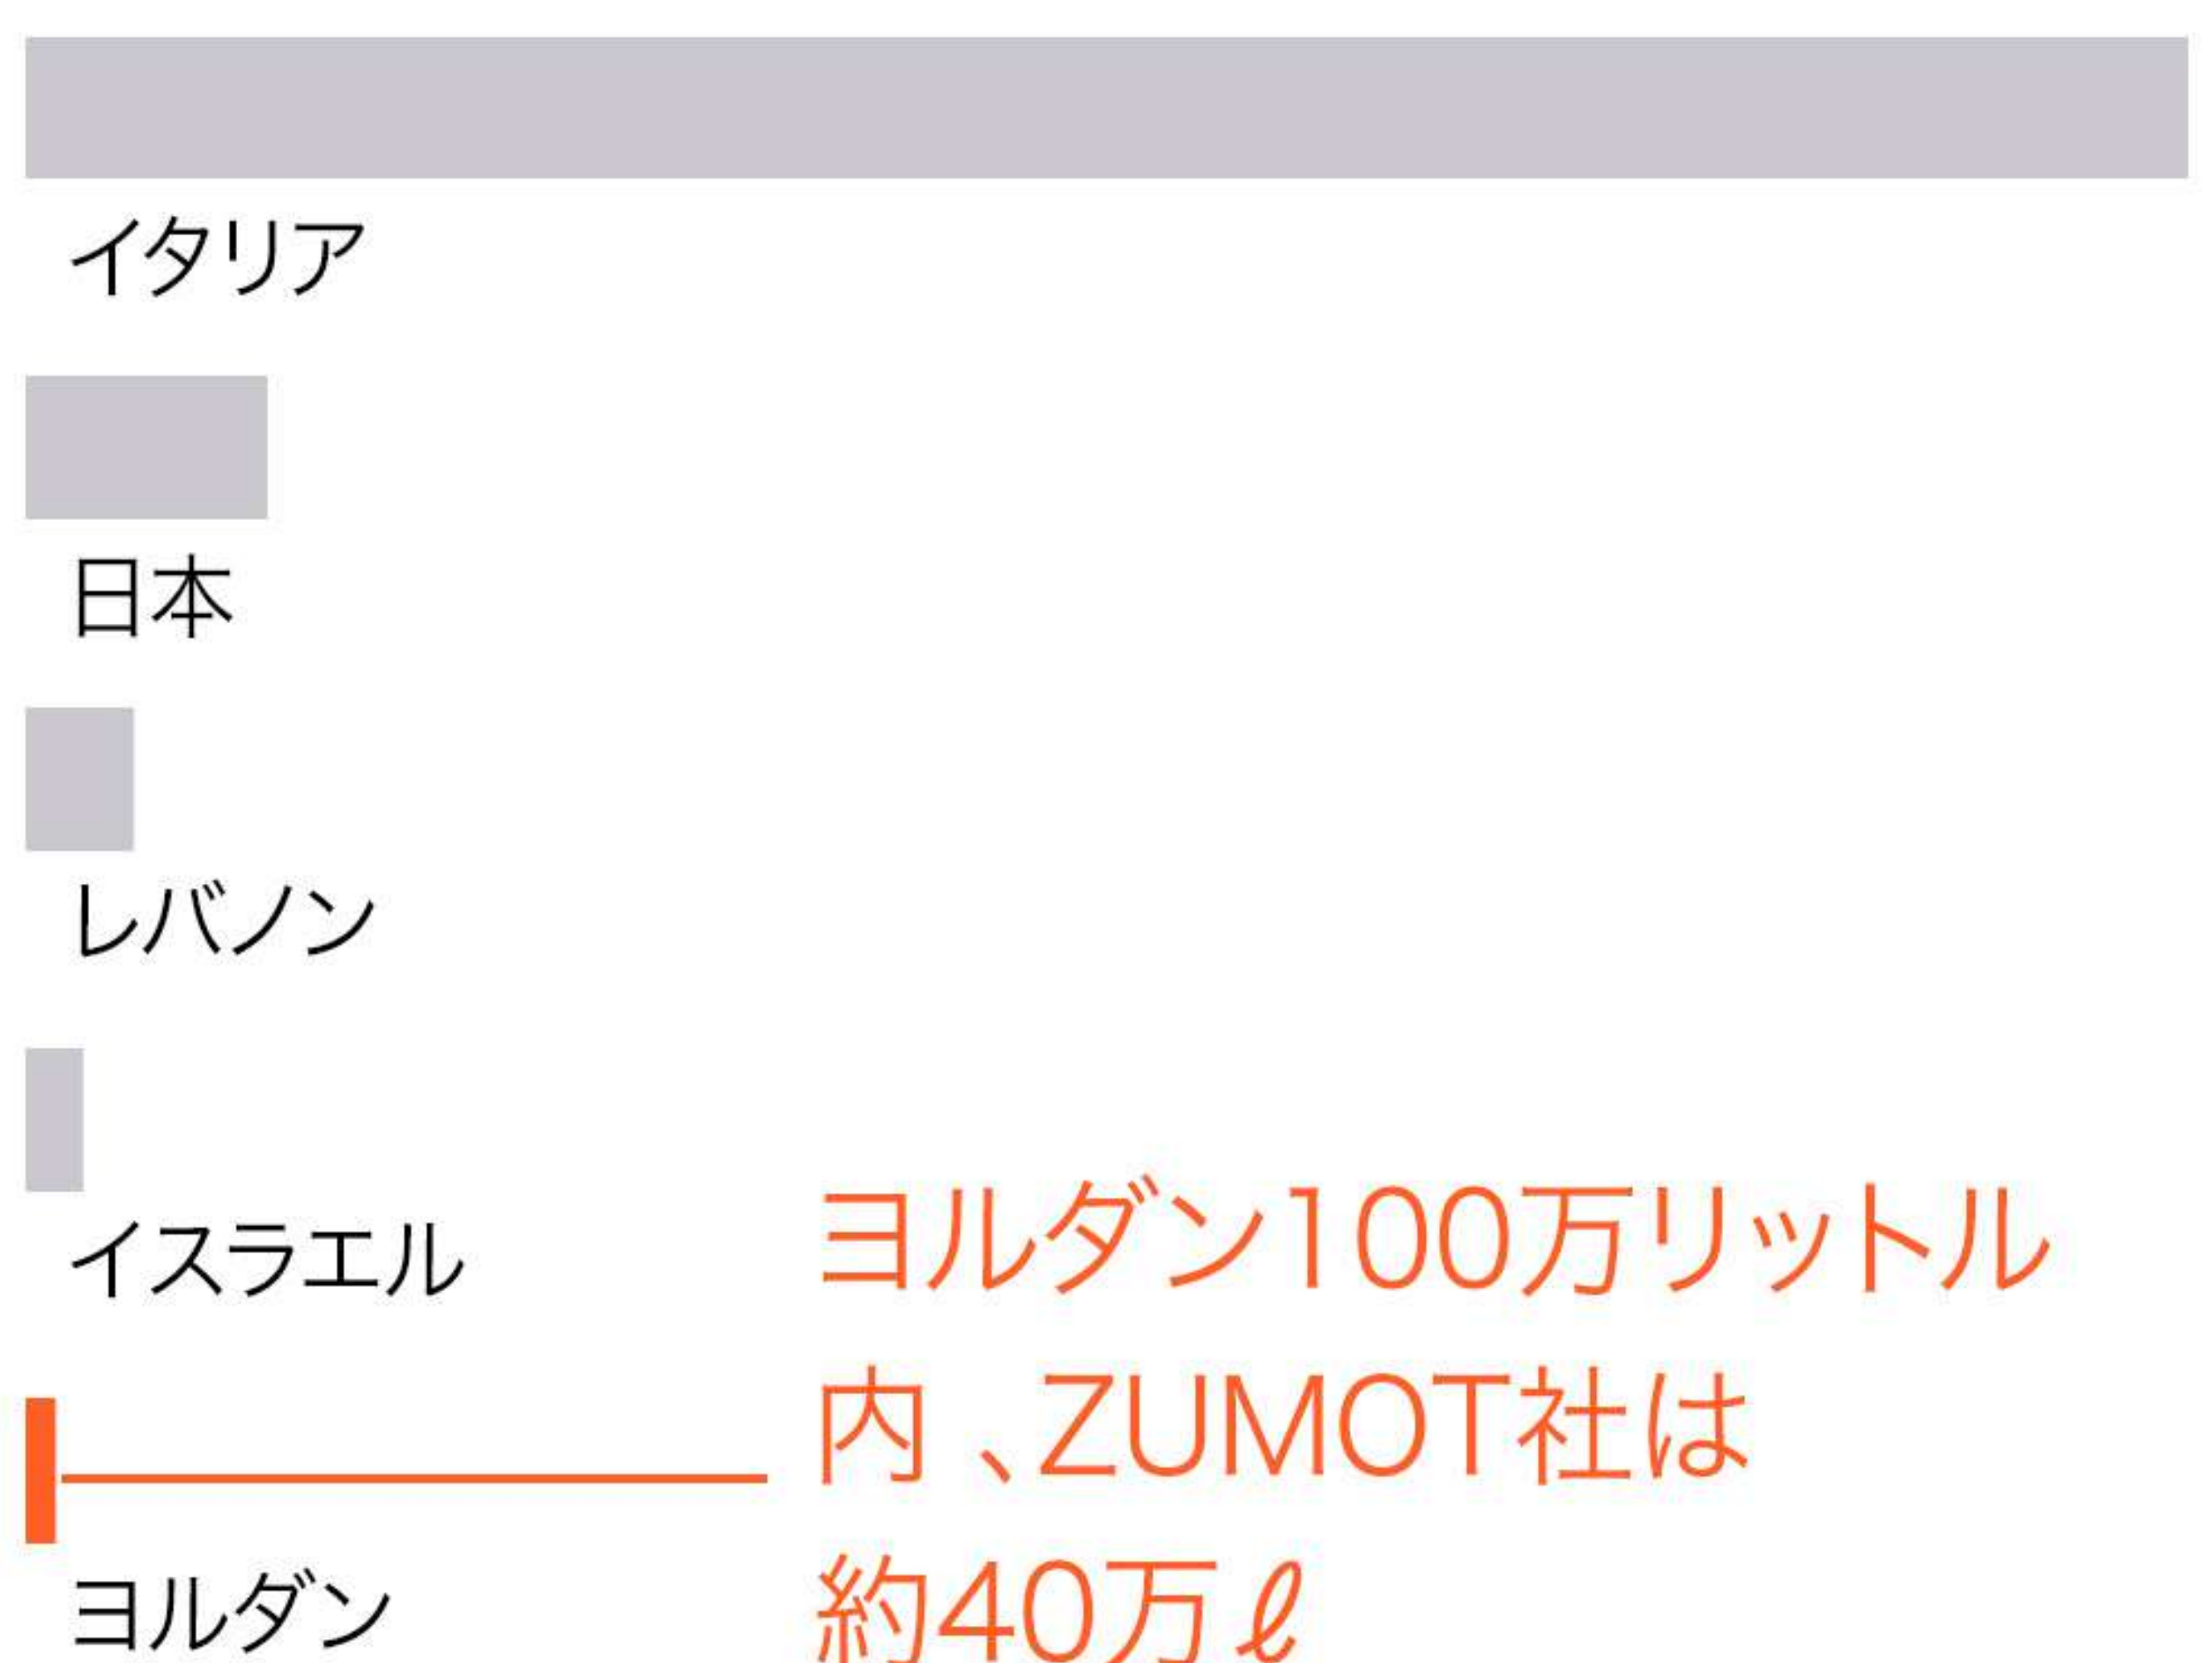 イタリア
日本
レバノン
イスラエル
ヨルダン100万リットル
内、ZUMOT社は
約40万ℓ
ヨルダン